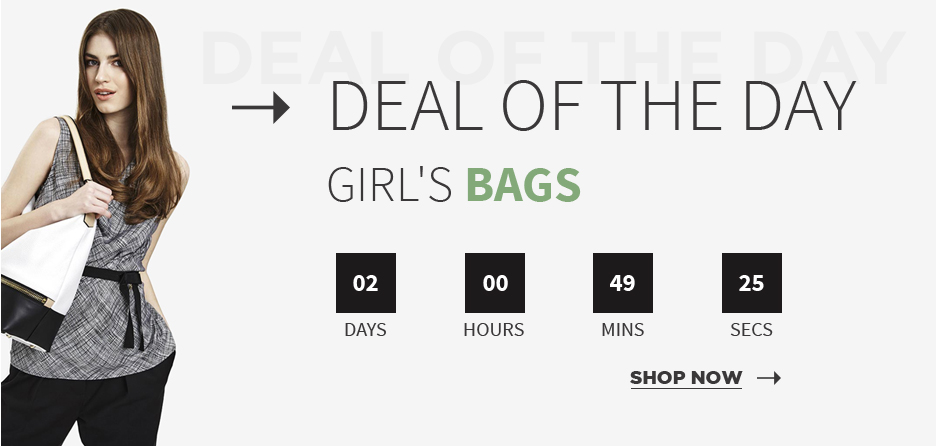 DEAL OF THE DAY
DEAL OF THE DAY
GIRL'S BAGS
02 00 49 25
DAYS HOURS MINS SECS
SHOP NOW